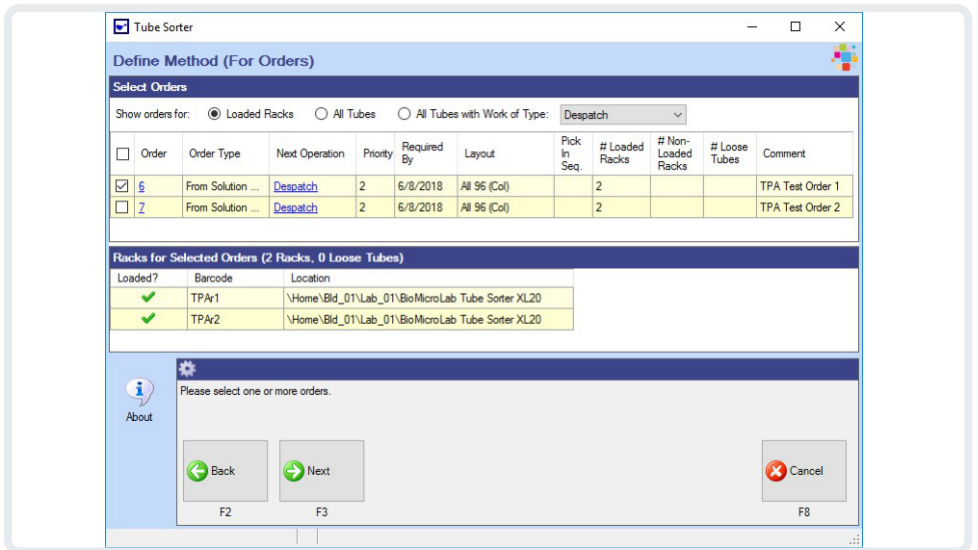 Tube Sorter
Define Method (For Orders)
Select Orders
Show orders for: Loaded Racks All Tubes All Tubes with Work of Type: Despatch
Order Order Type Next Operation Priority Required By Layout Pick In Seq. # Loaded Racks # Non-Loaded Racks # Loose Tubes Comment
6 From Solution ... Despatch 2 6/8/2018 All 96 (Col) 2 TPA Test Order 1
7 From Solution ... Despatch 2 6/8/2018 All 96 (Col) 2 TPA Test Order 2
Racks for Selected Orders (2 Racks, 0 Loose Tubes)
Loaded? Barcode Location
TPAr1 \Home\Bld_01\Lab_01\BioMicroLab Tube Sorter XL20
TPAr2 \Home\Bld_01\Lab_01\BioMicroLab Tube Sorter XL20
About
Please select one or more orders.
Back Next Cancel
F2 F3 F8